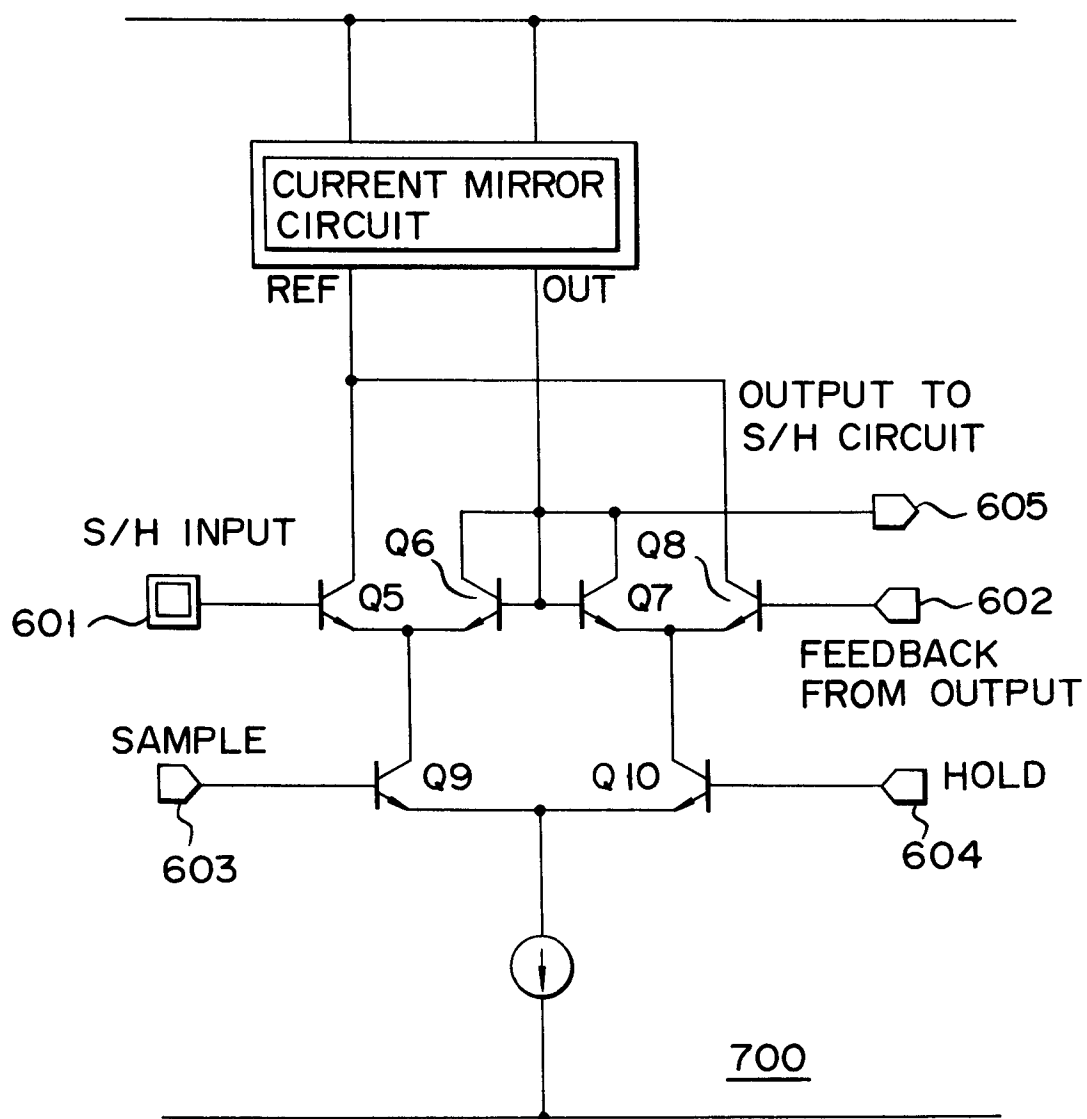 CURRENT MIRROR
CIRCUIT
REF
OUT
OUTPUT TO
S/H CIRCUIT
605
S/H INPUT
Q6
Q8
601
Q5
Q7
602
FEEDBACK
FROM OUTPUT
SAMPLE
Q9
Q10
HOLD
603
604
700